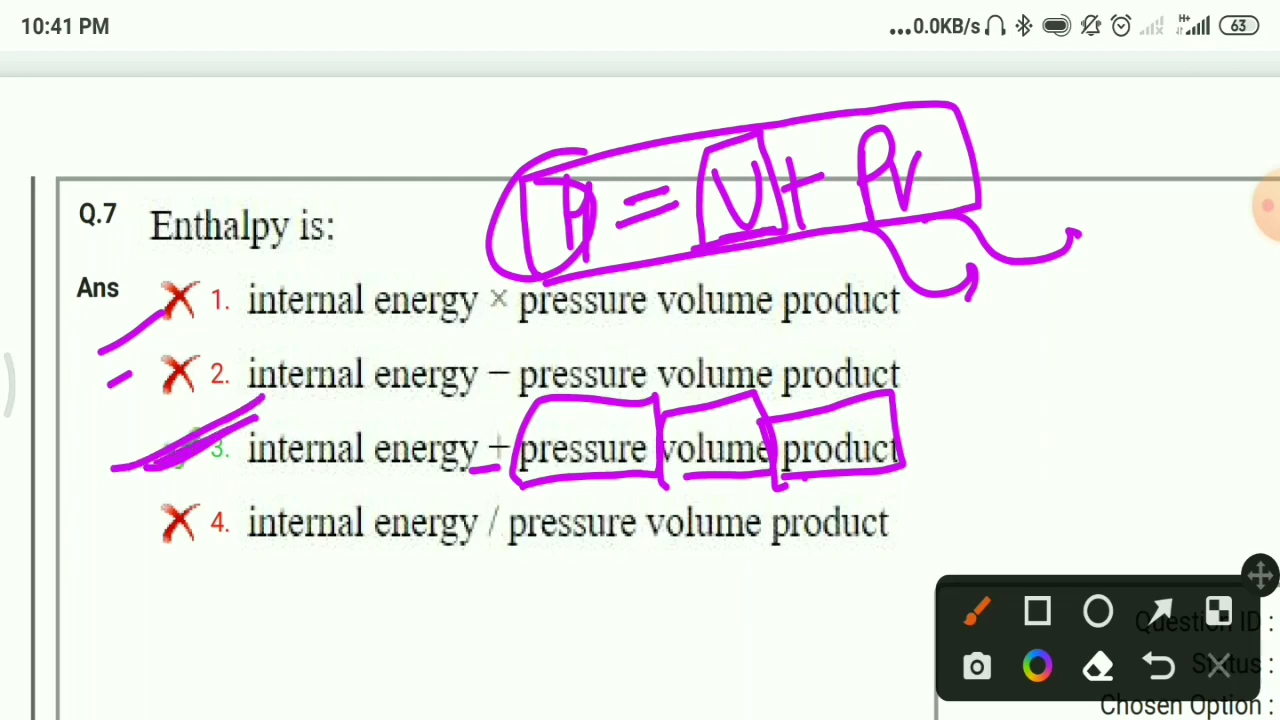 10:41 PM ...0.0KB/s H+ 63
H = U + PV
Q.7 Enthalpy is:
Ans 1. internal energy × pressure volume product
2. internal energy − pressure volume product
3. internal energy + pressure volume product
4. internal energy / pressure volume product
Question ID :
Status :
Chosen Option :